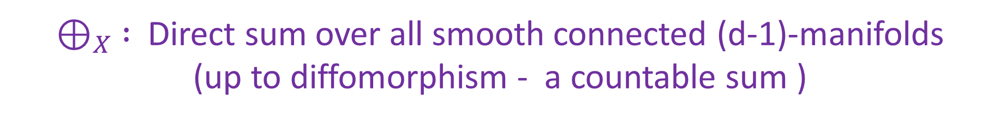 ⊕_X : Direct sum over all smooth connected (d-1)-manifolds
(up to diffomorphism - a countable sum )